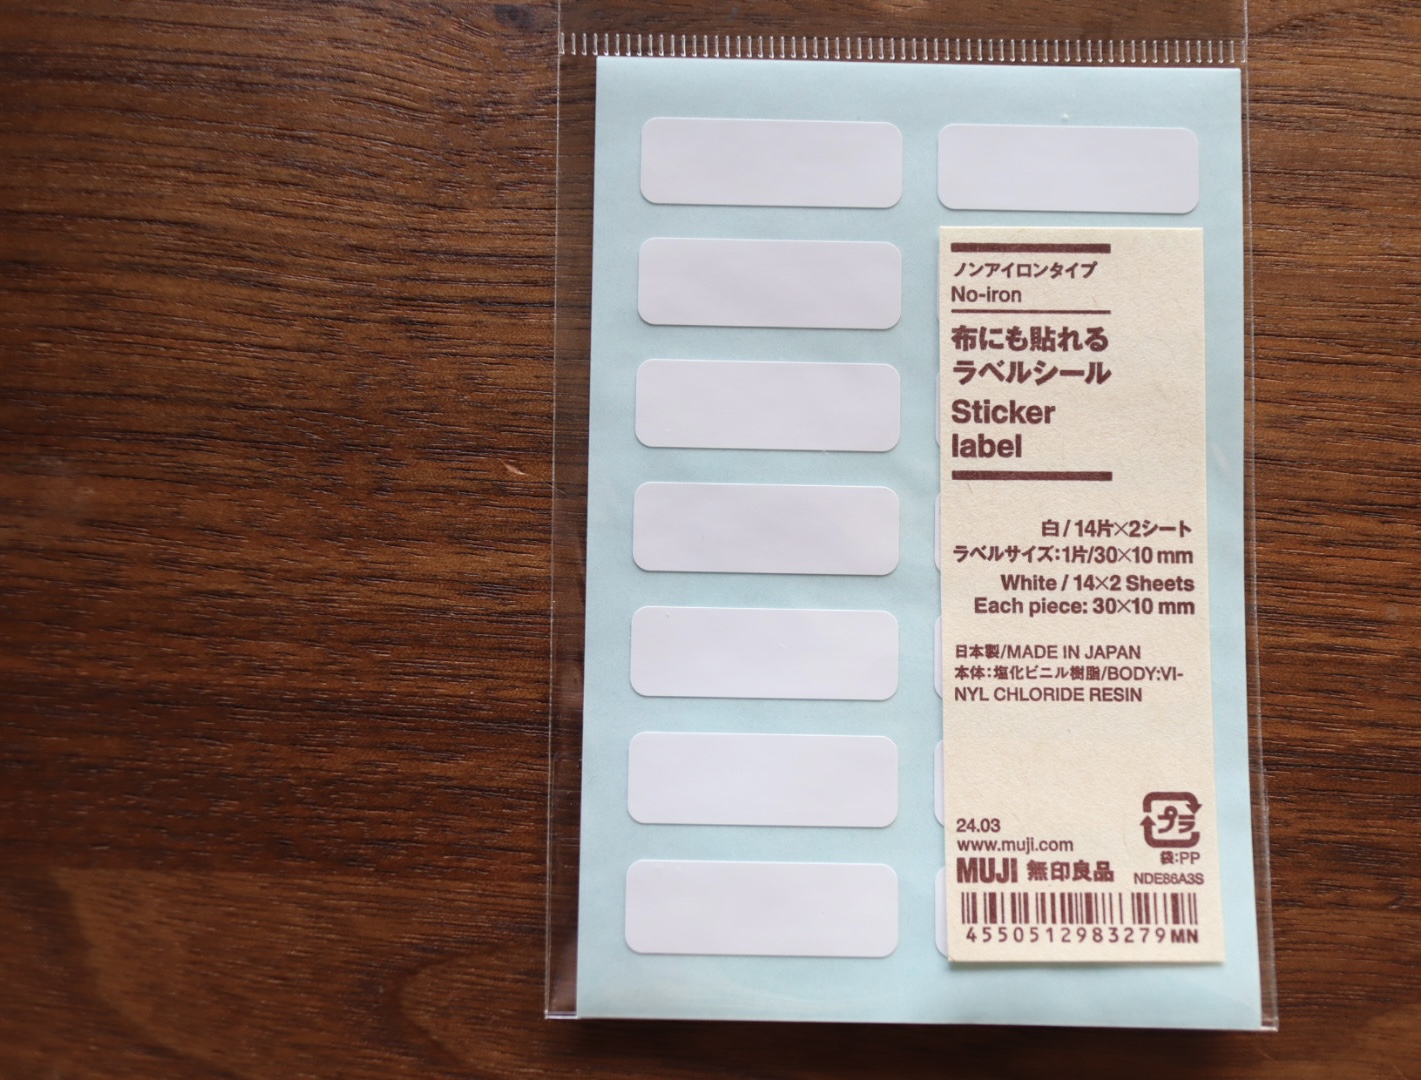 ノンアイロンタイプ
No-iron
布にも貼れる
ラベルシール
Sticker
label
白 / 14片×2シート
ラベルサイズ:1片/30×10 mm
White / 14×2 Sheets
Each piece: 30×10 mm
日本製/MADE IN JAPAN
本体:塩化ビニル樹脂/BODY:VI-
NYL CHLORIDE RESIN
プラ
袋:PP
24.03
www.muji.com
MUJI 無印良品
NDE86A3S
4550512983279MN